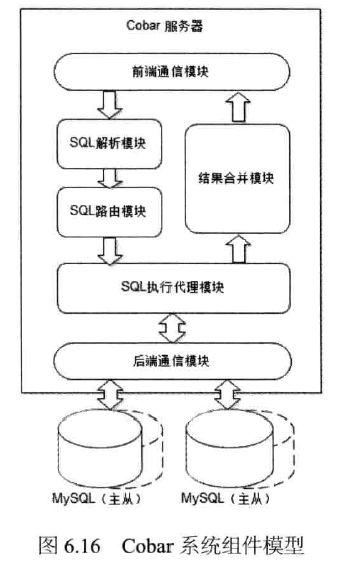 Cobar 服务器
前端通信模块
SQL解析模块
结果合并模块
SQL路由模块
SQL执行代理模块
后端通信模块
MySQL（主从） MySQL（主从）
图 6.16 Cobar 系统组件模型